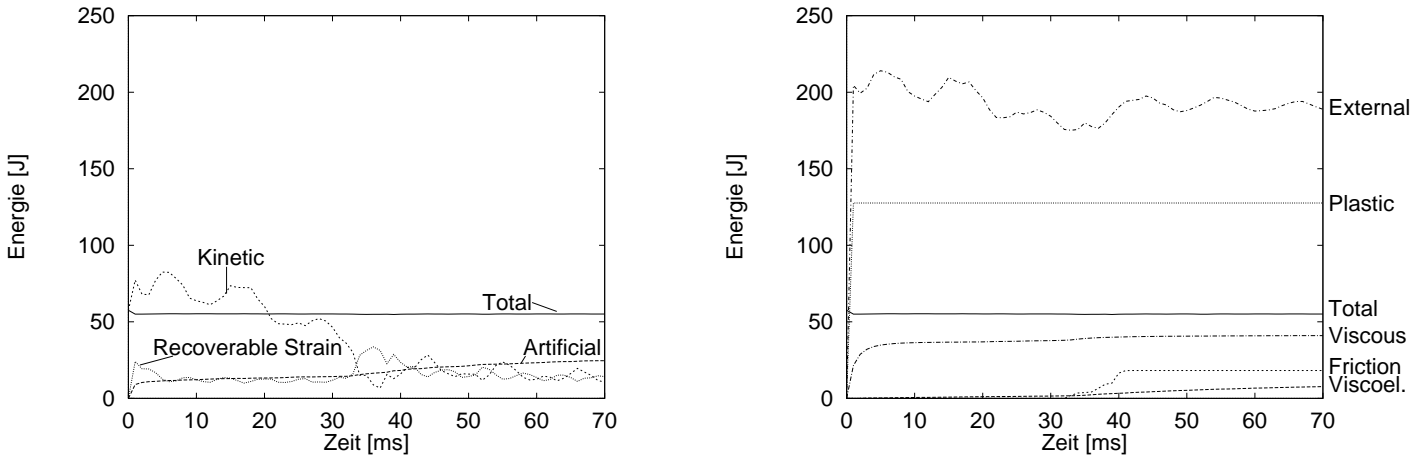 250
200
150
100
50
0
Energie [J]
Kinetic
Total
Recoverable Strain
Artificial
0 10 20 30 40 50 60 70
Zeit [ms]
250
200
150
100
50
0
Energie [J]
External
Plastic
Total
Viscous
Friction
Viscoel.
0 10 20 30 40 50 60 70
Zeit [ms]